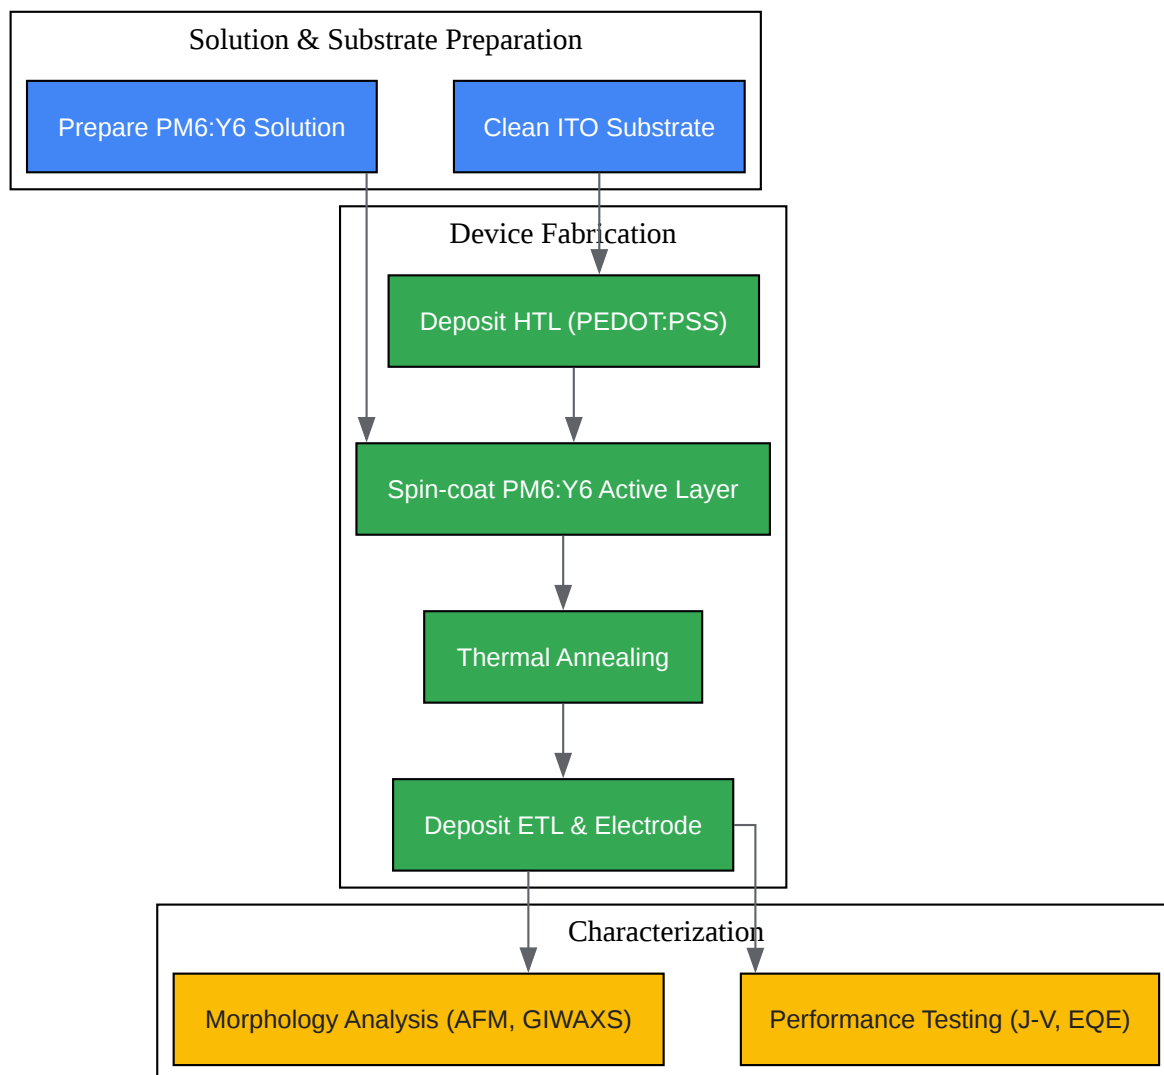 Solution & Substrate Preparation
Prepare PM6:Y6 Solution
Clean ITO Substrate
Device Fabrication
Deposit HTL (PEDOT:PSS)
Spin-coat PM6:Y6 Active Layer
Thermal Annealing
Deposit ETL & Electrode
Characterization
Morphology Analysis (AFM, GIWAXS)
Performance Testing (J-V, EQE)